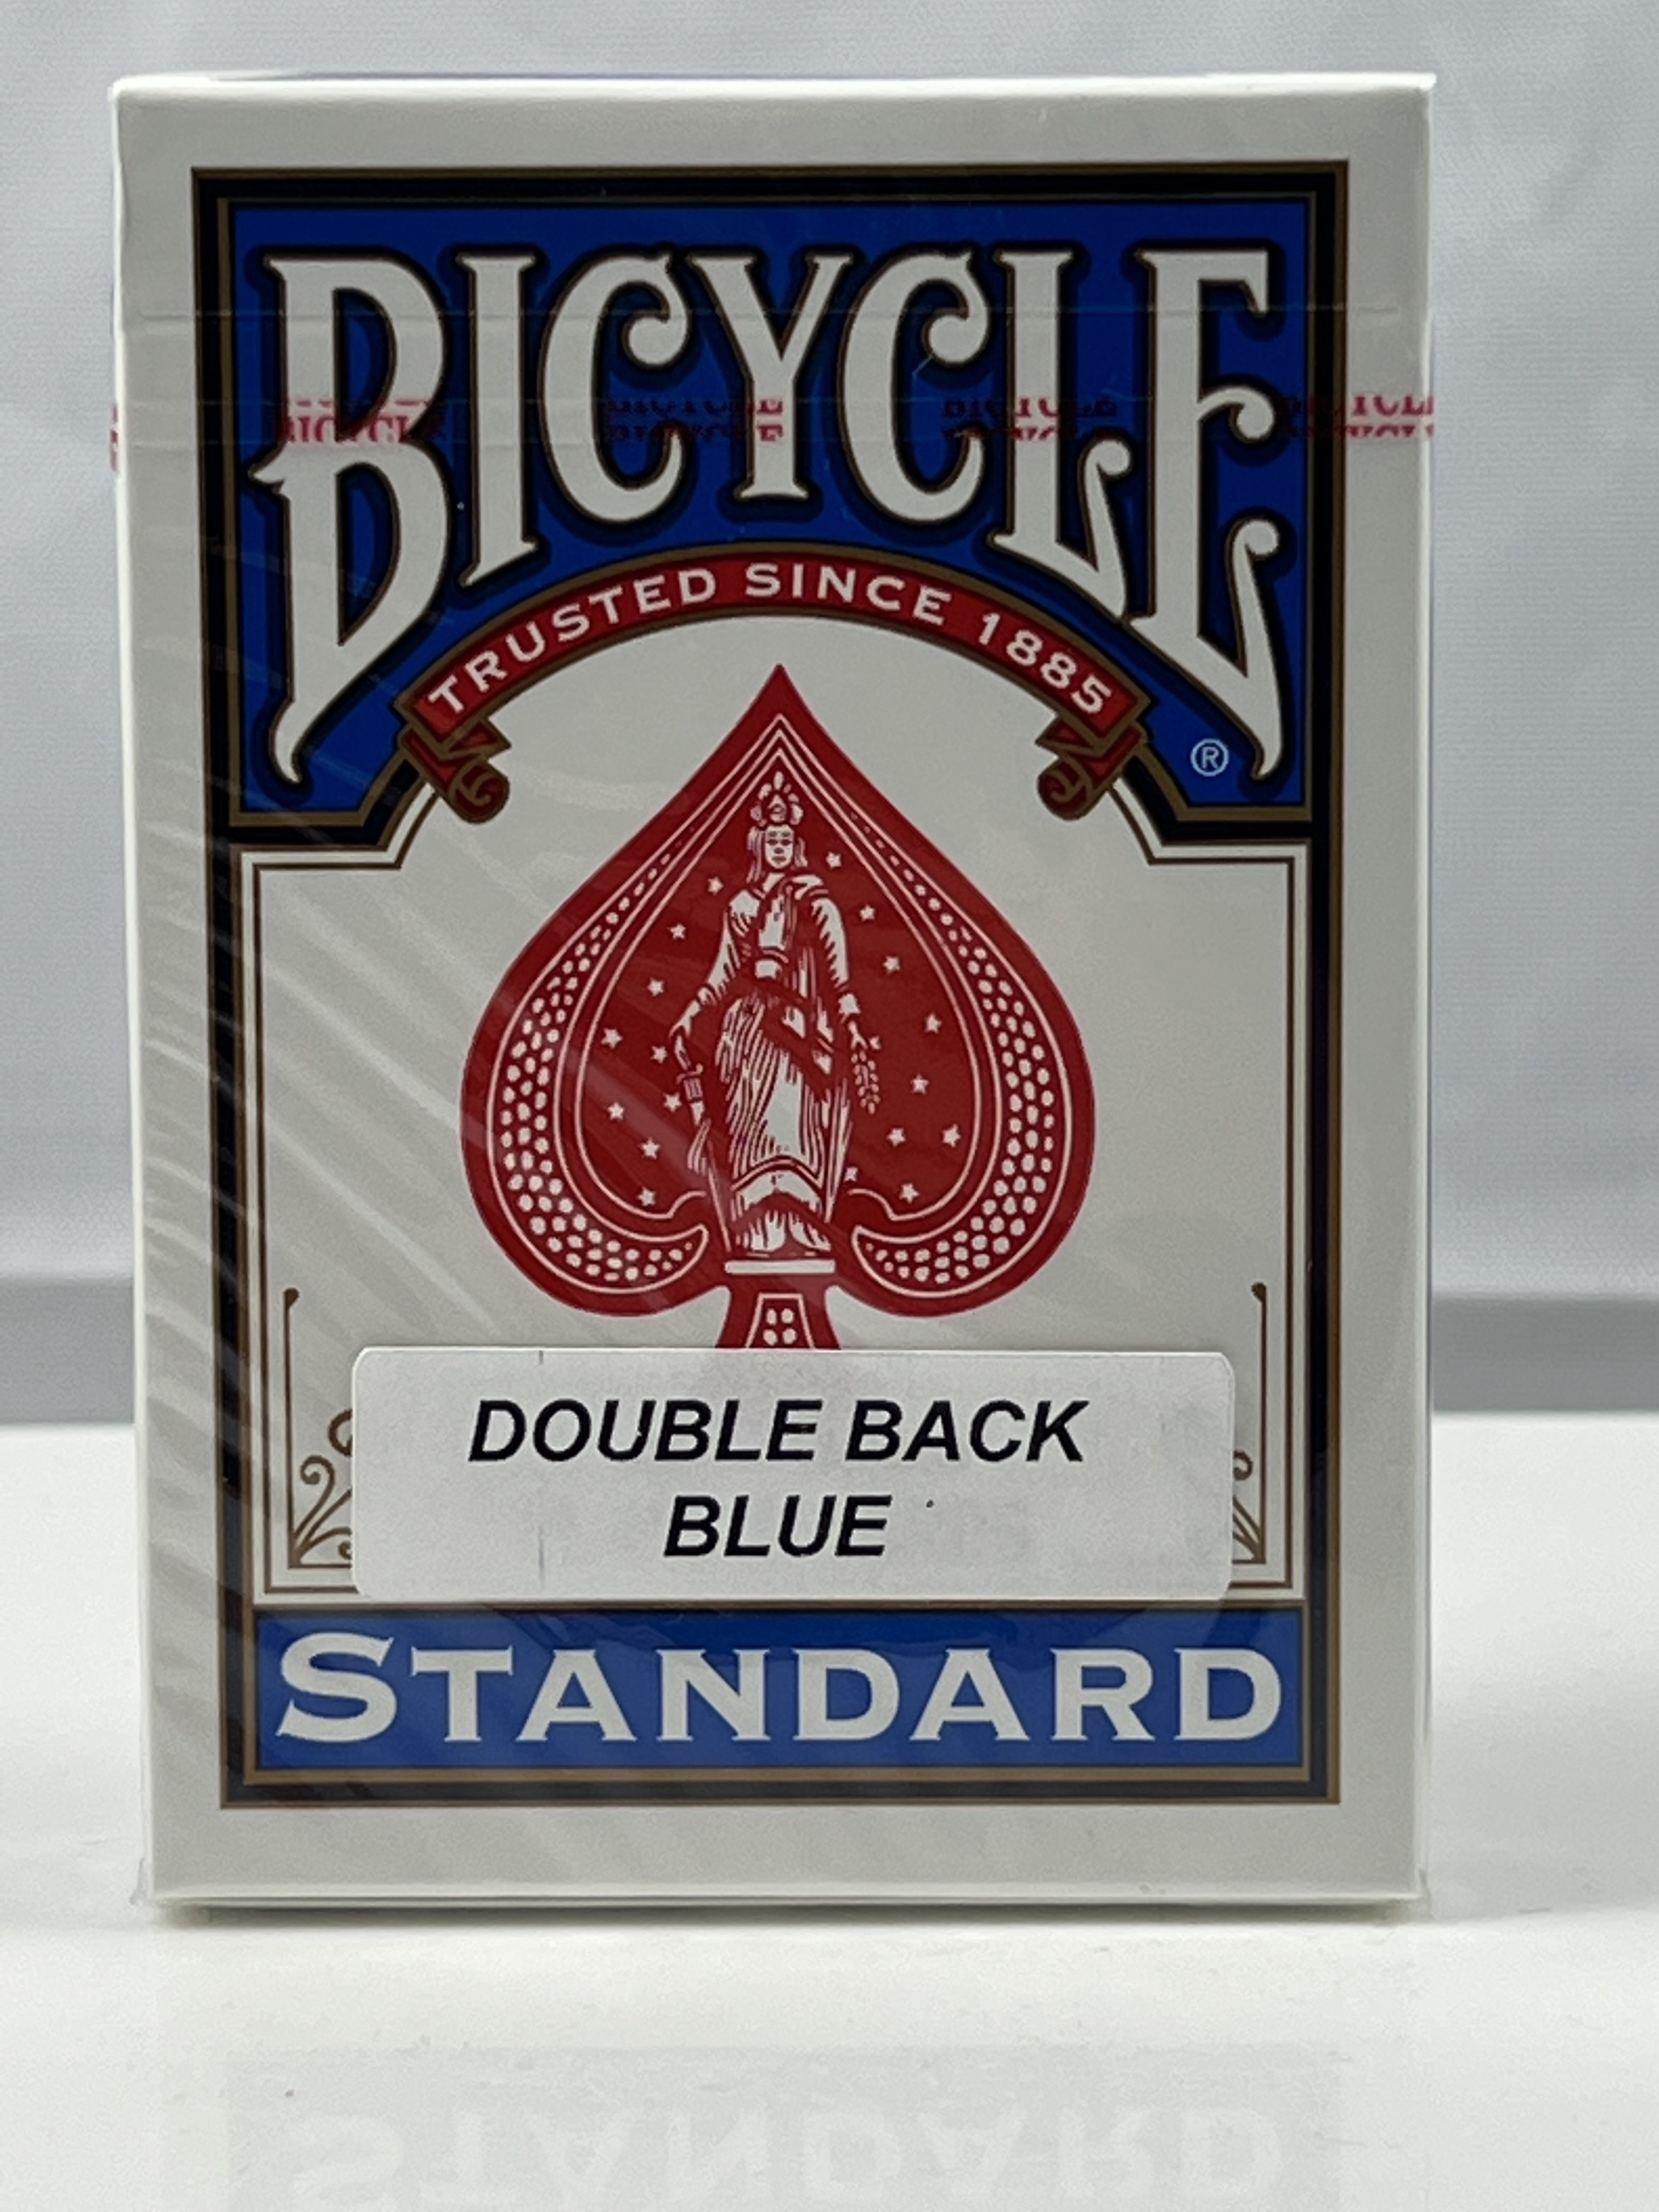 BICYCLE
TRUSTED SINCE 1885
®
DOUBLE BACK
BLUE
STANDARD